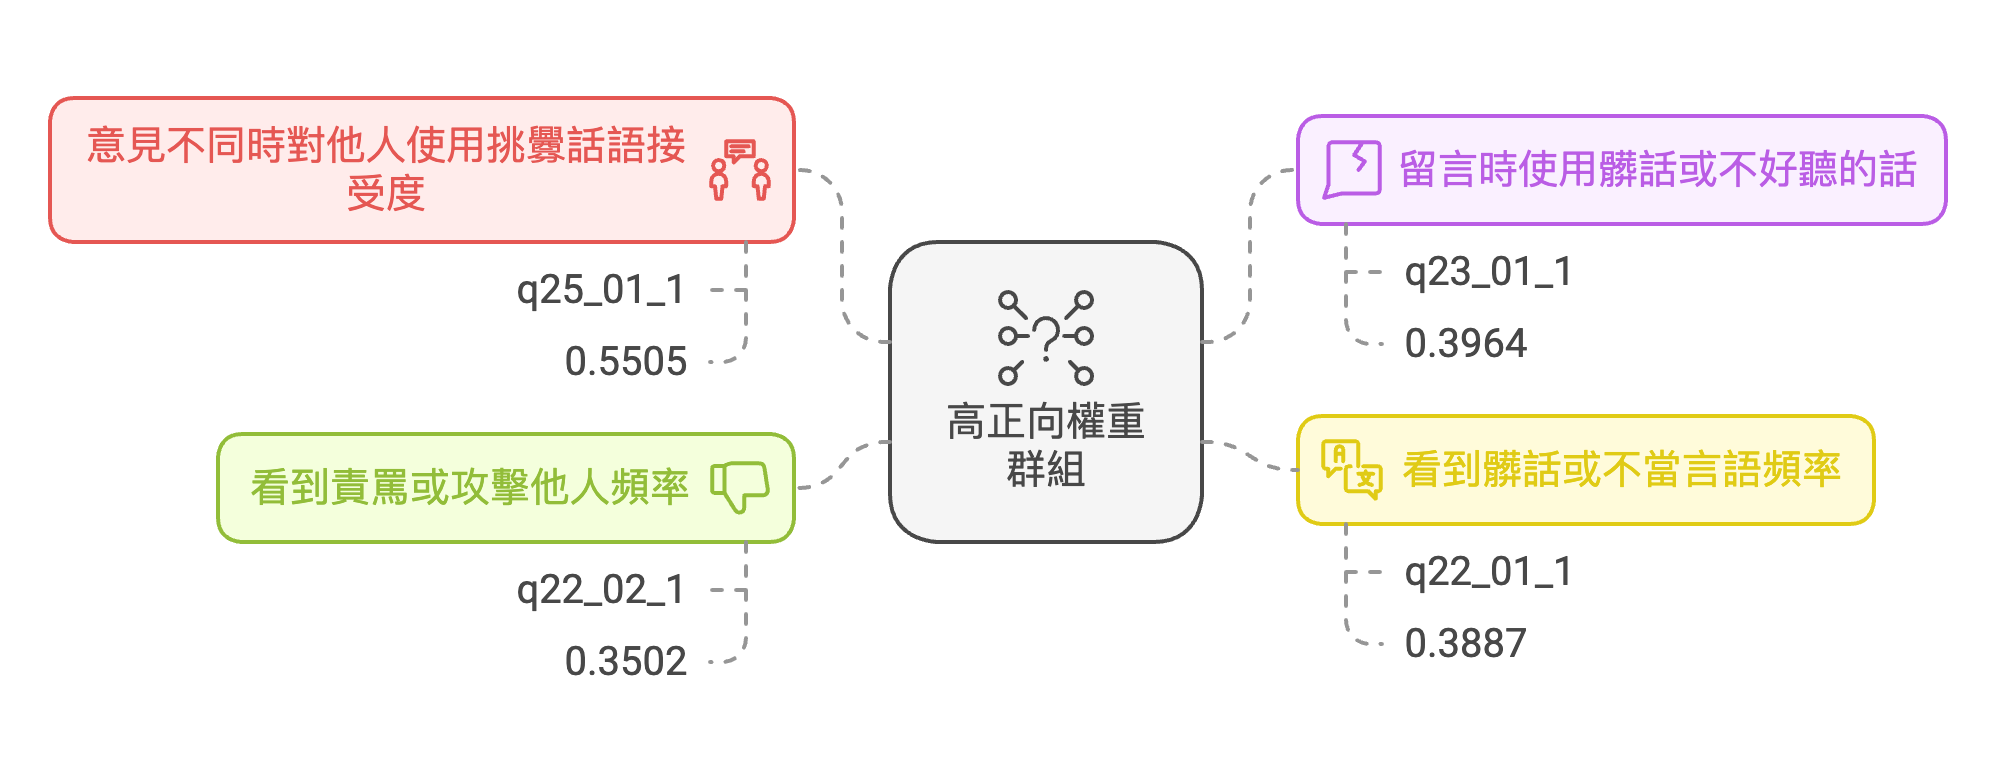 意見不同時對他人使用挑釁話語接
受度
q25_01_1
0.5505
看到責罵或攻擊他人頻率
q22_02_1
0.3502
高正向權重
群組
留言時使用髒話或不好聽的話
q23_01_1
0.3964
看到髒話或不當言語頻率
q22_01_1
0.3887